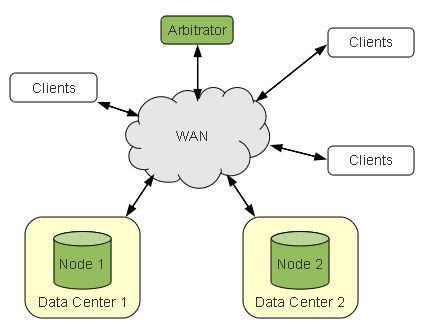 Arbitrator
Clients
Clients
WAN
Clients
Node 1
Data Center 1
Node 2
Data Center 2